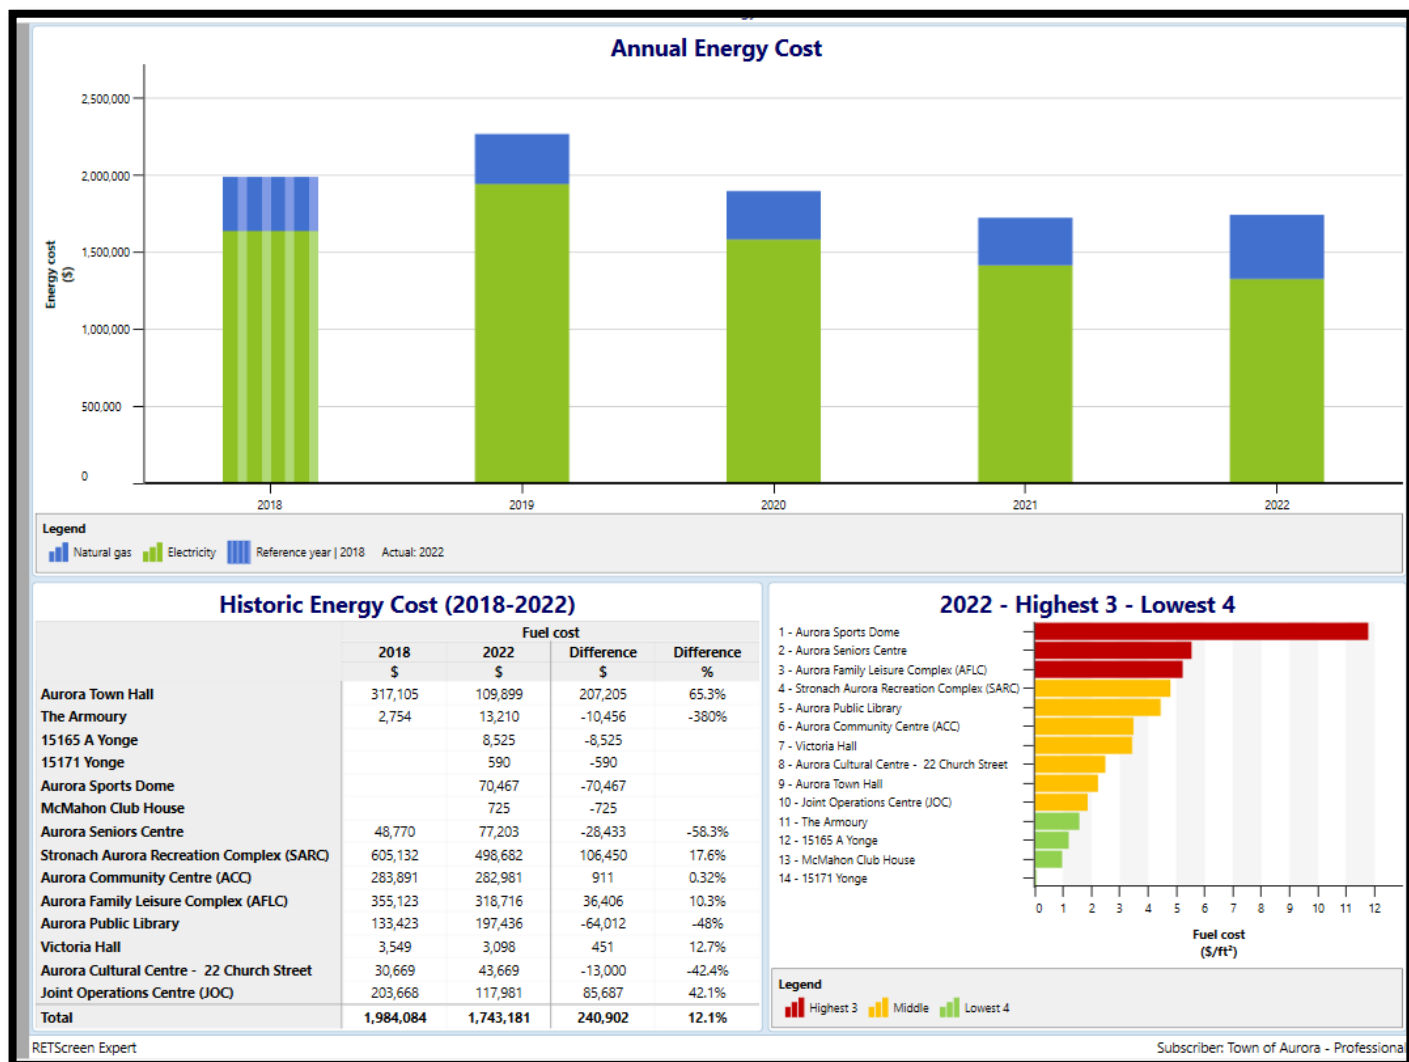 Annual Energy Cost
2,500,000
2,000,000
1,500,000
1,000,000
500,000
0
Energy cost
($)
2018 2019 2020 2021 2022
Legend
Natural gas Electricity Reference year | 2018 Actual: 2022
Historic Energy Cost (2018-2022)
Fuel cost
2018 2022 Difference Difference
$ $ $ %
Aurora Town Hall 317,105 109,899 207,205 65.3%
The Armoury 2,754 13,210 -10,456 -380%
15165 A Yonge 8,525 -8,525
15171 Yonge 590 -590
Aurora Sports Dome 70,467 -70,467
McMahon Club House 725 -725
Aurora Seniors Centre 48,770 77,203 -28,433 -58.3%
Stronach Aurora Recreation Complex (SARC) 605,132 498,682 106,450 17.6%
Aurora Community Centre (ACC) 283,891 282,981 911 0.32%
Aurora Family Leisure Complex (AFLC) 355,123 318,716 36,406 10.3%
Aurora Public Library 133,423 197,436 -64,012 -48%
Victoria Hall 3,549 3,098 451 12.7%
Aurora Cultural Centre - 22 Church Street 30,669 43,669 -13,000 -42.4%
Joint Operations Centre (JOC) 203,668 117,981 85,687 42.1%
Total 1,984,084 1,743,181 240,902 12.1%
2022 - Highest 3 - Lowest 4
1 - Aurora Sports Dome
2 - Aurora Seniors Centre
3 - Aurora Family Leisure Complex (AFLC)
4 - Stronach Aurora Recreation Complex (SARC)
5 - Aurora Public Library
6 - Aurora Community Centre (ACC)
7 - Victoria Hall
8 - Aurora Cultural Centre - 22 Church Street
9 - Aurora Town Hall
10 - Joint Operations Centre (JOC)
11 - The Armoury
12 - 15165 A Yonge
13 - McMahon Club House
14 - 15171 Yonge
0 1 2 3 4 5 6 7 8 9 10 11 12
Fuel cost
($/ft²)
Legend
Highest 3 Middle Lowest 4
RETScreen Expert
Subscriber: Town of Aurora - Professional